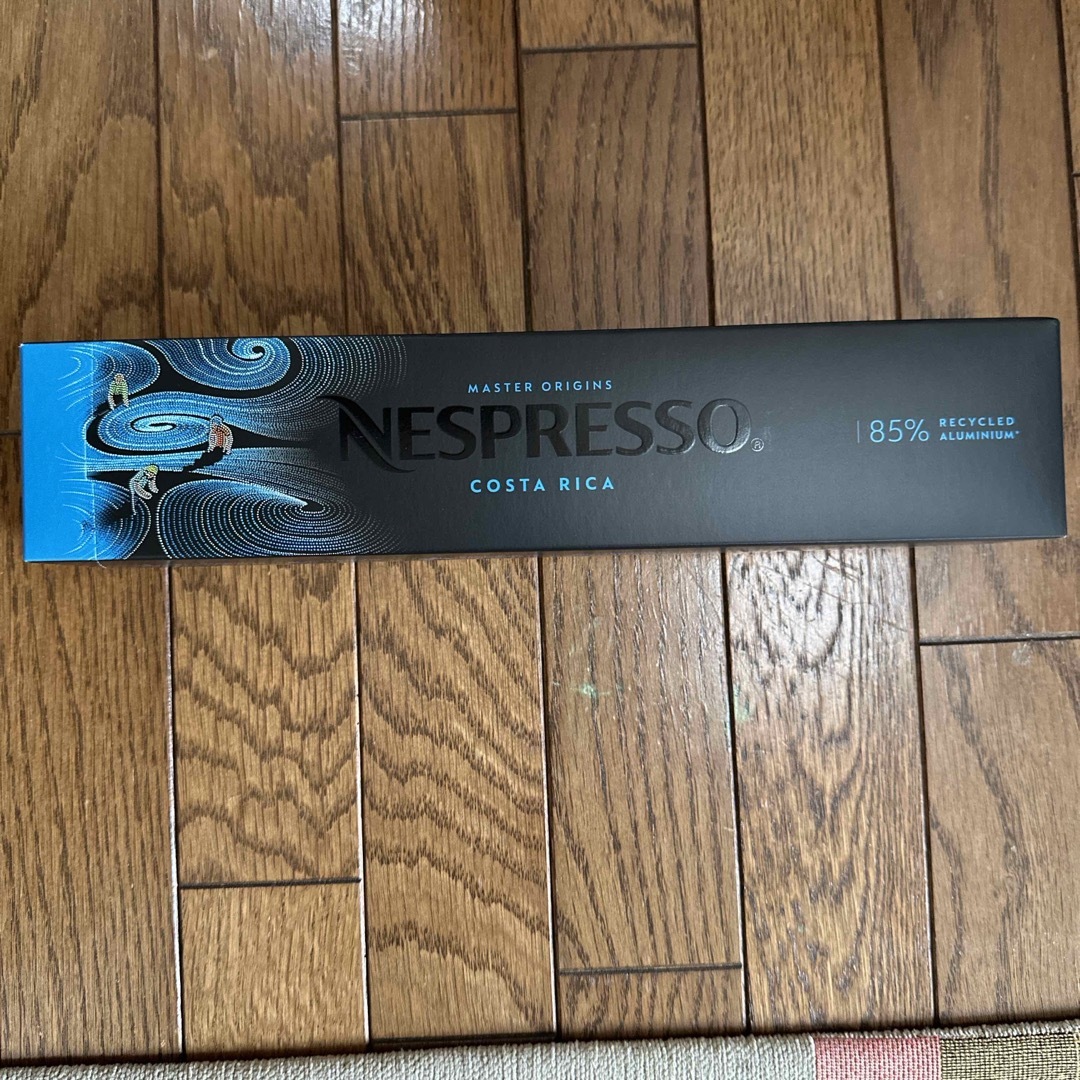 MASTER ORIGINS
NESPRESSO®
COSTA RICA
85% RECYCLED
ALUMINIUM*